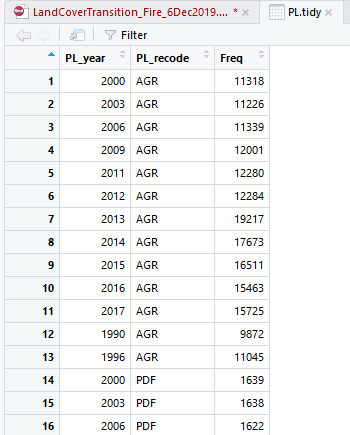 LandCoverTransition_Fire_6Dec2019.... * PL.tidy
Filter
PL_year PL_recode Freq
1 2000 AGR 11318
2 2003 AGR 11226
3 2006 AGR 11339
4 2009 AGR 12001
5 2011 AGR 12280
6 2012 AGR 12284
7 2013 AGR 19217
8 2014 AGR 17673
9 2015 AGR 16511
10 2016 AGR 15463
11 2017 AGR 15725
12 1990 AGR 9872
13 1996 AGR 11045
14 2000 PDF 1639
15 2003 PDF 1638
16 2006 PDF 1622